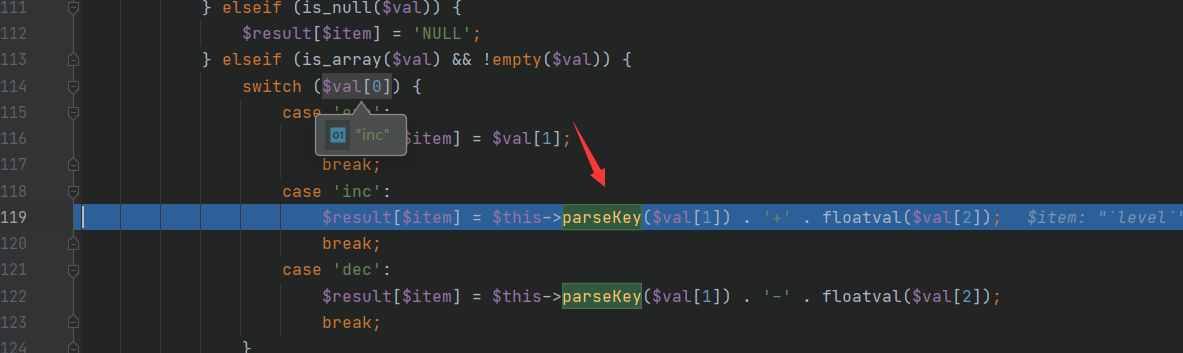 111 } elseif (is_null($val)) {
112 $result[$item] = 'NULL';
113 } elseif (is_array($val) && !empty($val)) {
114 switch ($val[0]) {
115 case
01 "inc"
116 $item] = $val[1];
117 break;
118 case 'inc':
119 $result[$item] = $this->parseKey($val[1]) . '+' . floatval($val[2]); $item: "`level`"
120 break;
121 case 'dec':
122 $result[$item] = $this->parseKey($val[1]) . '-' . floatval($val[2]);
123 break;
124 }